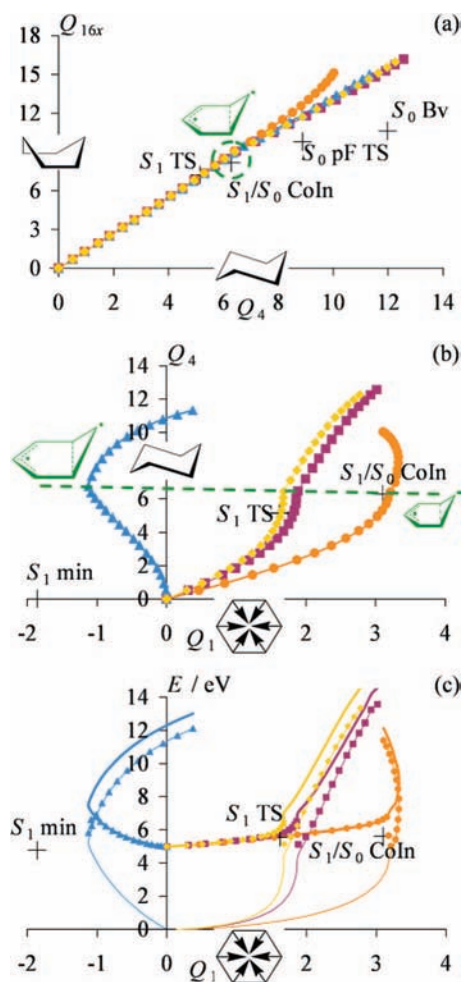 Q16x (a)
18
15
12
9
6
3
0
S1 TS
S0 Bv
S0 pF TS
S1/S0 CoIn
0 2 4 6 8 10 12 14
Q4
Q4 (b)
14
12
10
8
6
4
2
0
S1/S0 CoIn
S1 TS
S1 min
-2 -1 0 1 2 3 4
Q1
E / eV (c)
14
12
10
8
6
4
2
0
S1 TS
S1 min
S1/S0 CoIn
-2 -1 0 1 2 3 4
Q1